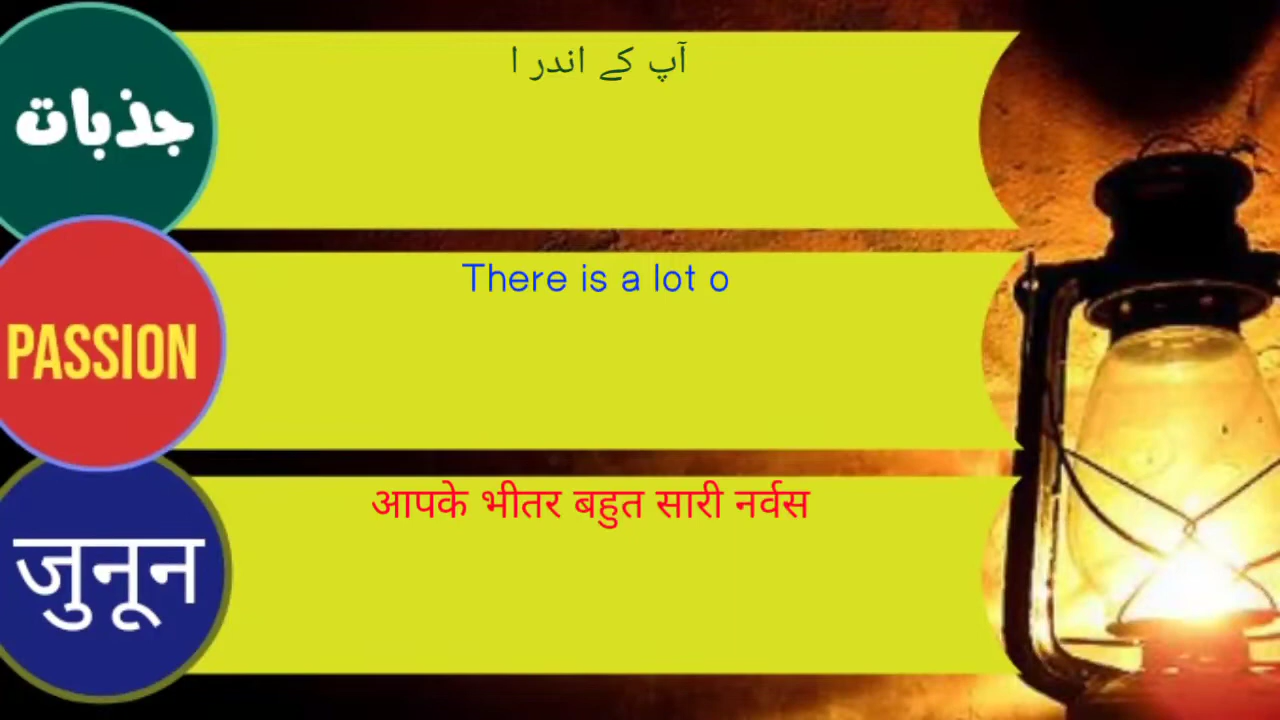 جذبات
آپ کے اندر ا
PASSION
There is a lot o
जुनून
आपके भीतर बहुत सारी नर्वस